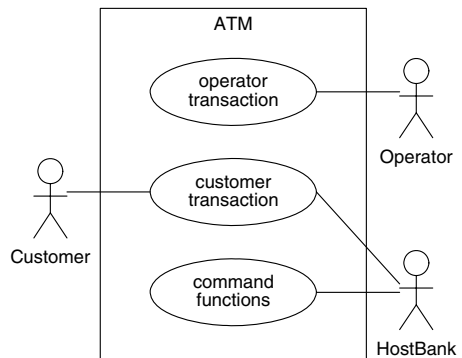 ATM
operator
transaction
Operator
customer
transaction
Customer
command
functions
HostBank